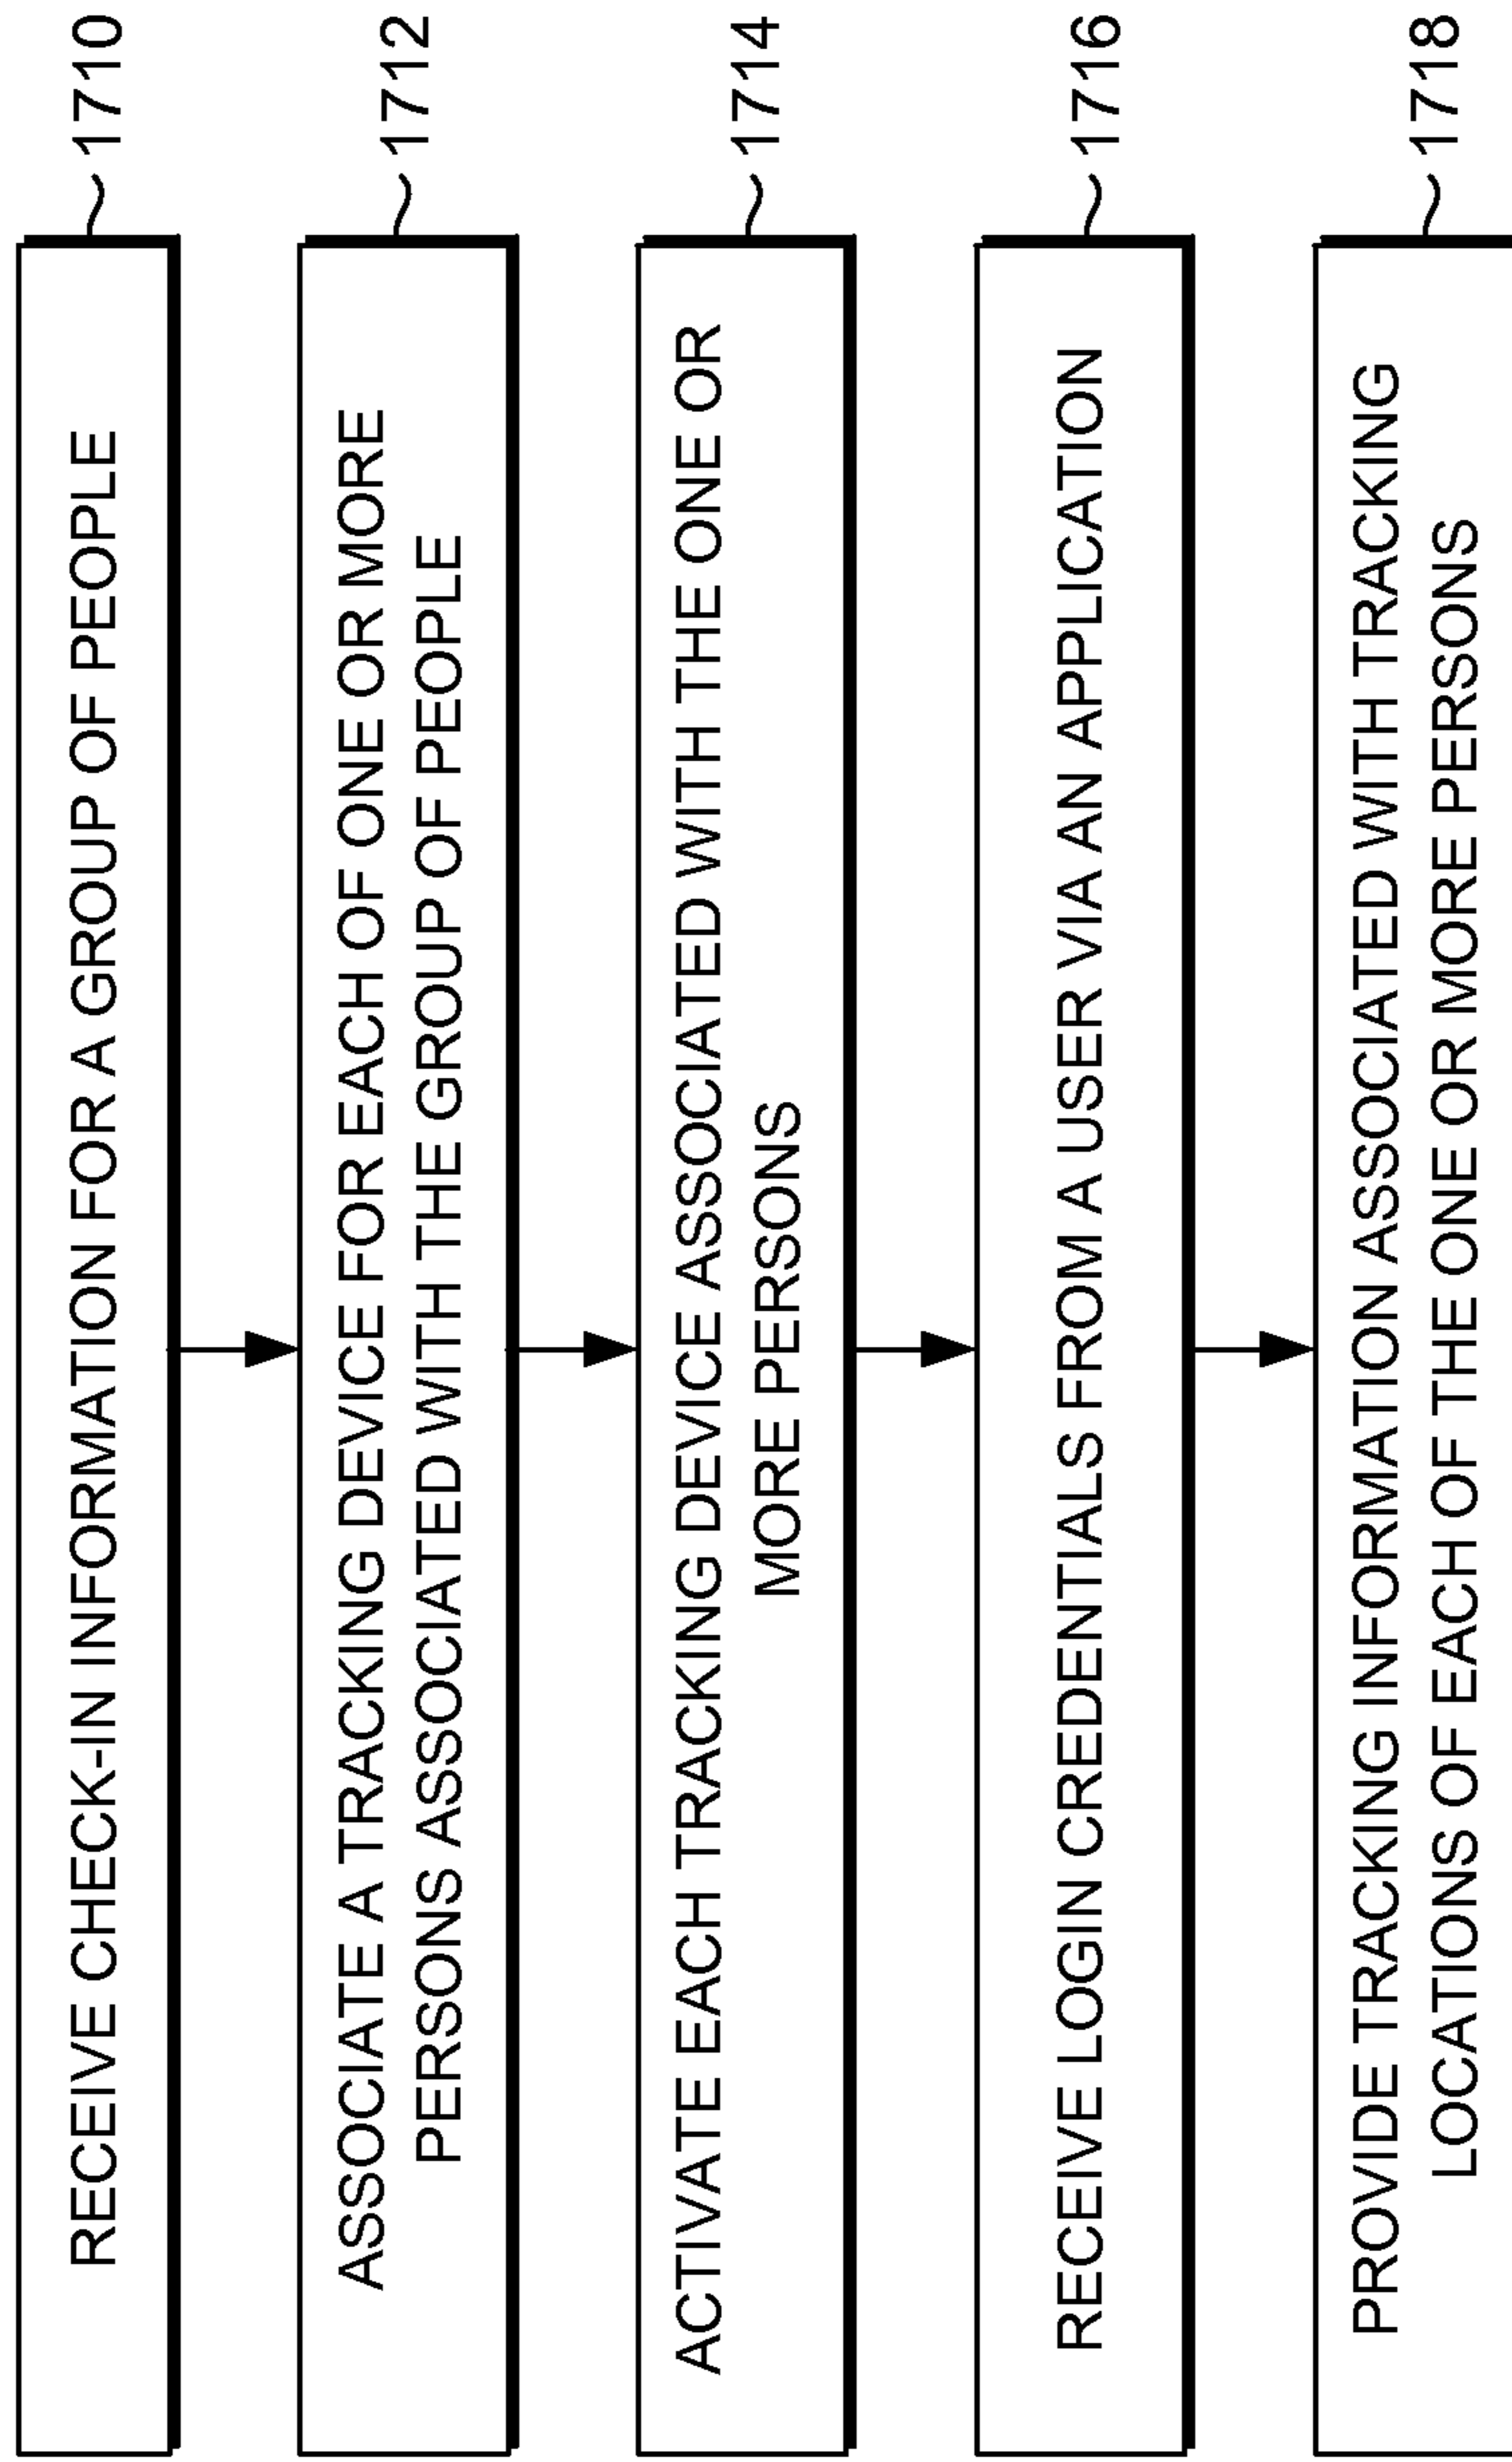 RECEIVE CHECK-IN INFORMATION FOR A GROUP OF PEOPLE
1710
ASSOCIATE A TRACKING DEVICE FOR EACH OF ONE OR MORE
PERSONS ASSOCIATED WITH THE GROUP OF PEOPLE
1712
ACTIVATE EACH TRACKING DEVICE ASSOCIATED WITH THE ONE OR
MORE PERSONS
1714
RECEIVE LOGIN CREDENTIALS FROM A USER VIA AN APPLICATION
1716
PROVIDE TRACKING INFORMATION ASSOCIATED WITH TRACKING
LOCATIONS OF EACH OF THE ONE OR MORE PERSONS
1718